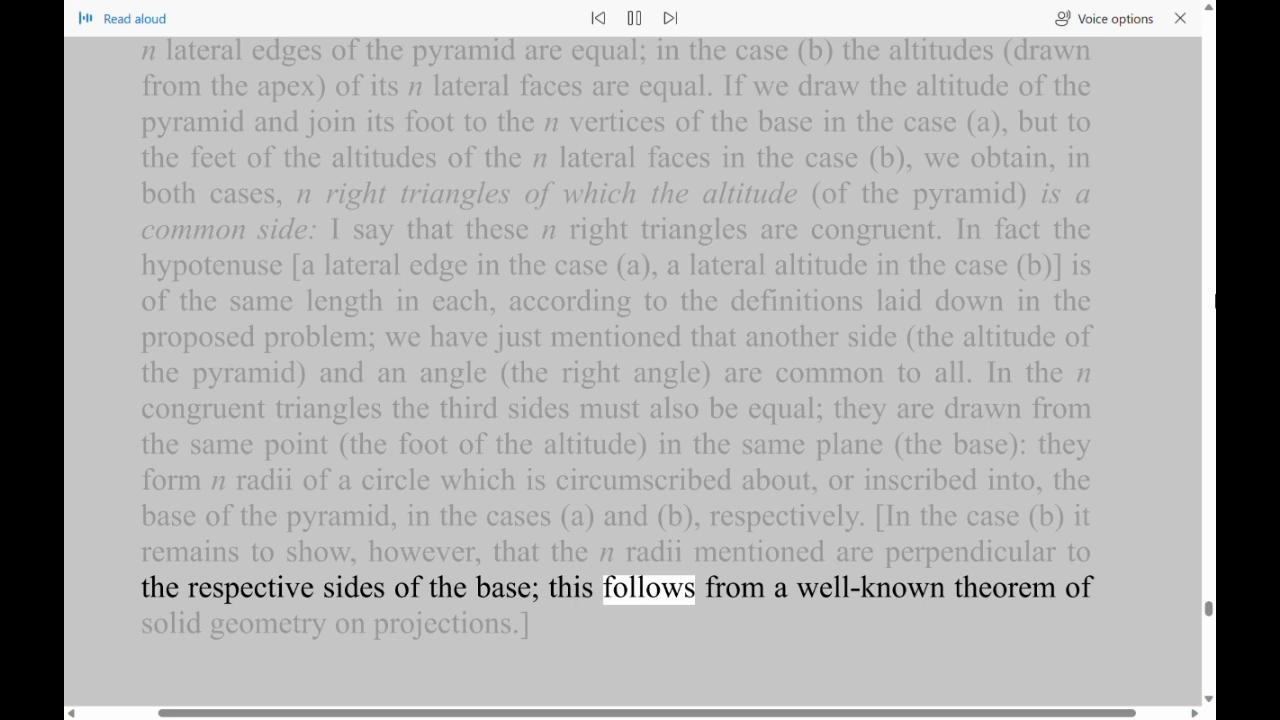 Read aloud
Voice options
n lateral edges of the pyramid are equal; in the case (b) the altitudes (drawn
from the apex) of its n lateral faces are equal. If we draw the altitude of the
pyramid and join its foot to the n vertices of the base in the case (a), but to
the feet of the altitudes of the n lateral faces in the case (b), we obtain, in
both cases, n right triangles of which the altitude (of the pyramid) is a
common side: I say that these n right triangles are congruent. In fact the
hypotenuse [a lateral edge in the case (a), a lateral altitude in the case (b)] is
of the same length in each, according to the definitions laid down in the
proposed problem; we have just mentioned that another side (the altitude of
the pyramid) and an angle (the right angle) are common to all. In the n
congruent triangles the third sides must also be equal; they are drawn from
the same point (the foot of the altitude) in the same plane (the base): they
form n radii of a circle which is circumscribed about, or inscribed into, the
base of the pyramid, in the cases (a) and (b), respectively. [In the case (b) it
remains to show, however, that the n radii mentioned are perpendicular to
the respective sides of the base; this follows from a well-known theorem of
solid geometry on projections.]